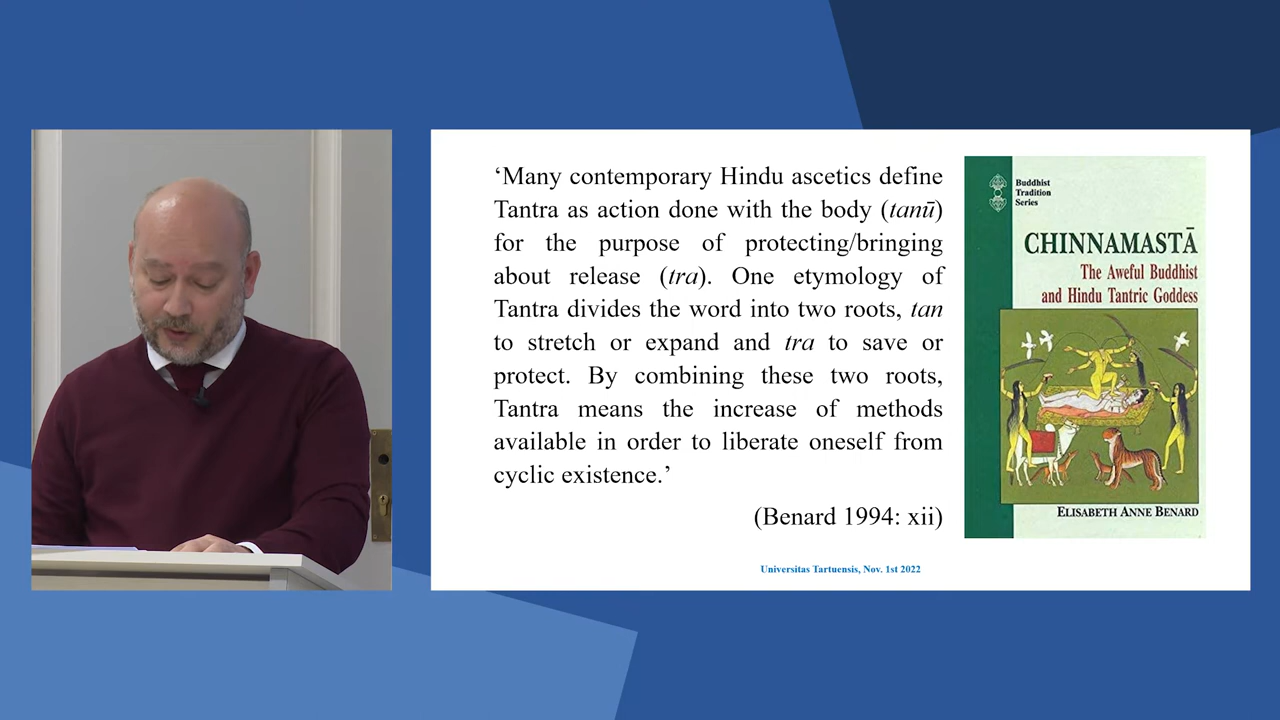 ‘Many contemporary Hindu ascetics define
Tantra as action done with the body (tanū)
for the purpose of protecting/bringing
about release (tra). One etymology of
Tantra divides the word into two roots, tan
to stretch or expand and tra to save or
protect. By combining these two roots,
Tantra means the increase of methods
available in order to liberate oneself from
cyclic existence.’
(Benard 1994: xii)
Buddhist
Tradition
Series
CHINNAMASTĀ
The Aweful Buddhist
and Hindu Tantric Goddess
ELISABETH ANNE BENARD
Universitas Tartuensis, Nov. 1st 2022